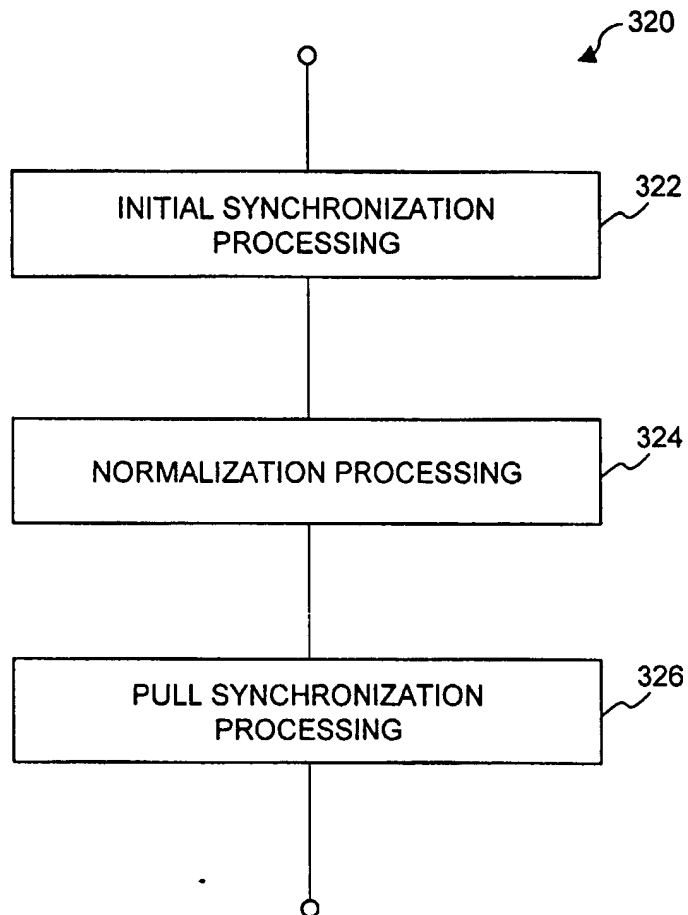 320
INITIAL SYNCHRONIZATION
PROCESSING
322
NORMALIZATION PROCESSING
324
PULL SYNCHRONIZATION
PROCESSING
326